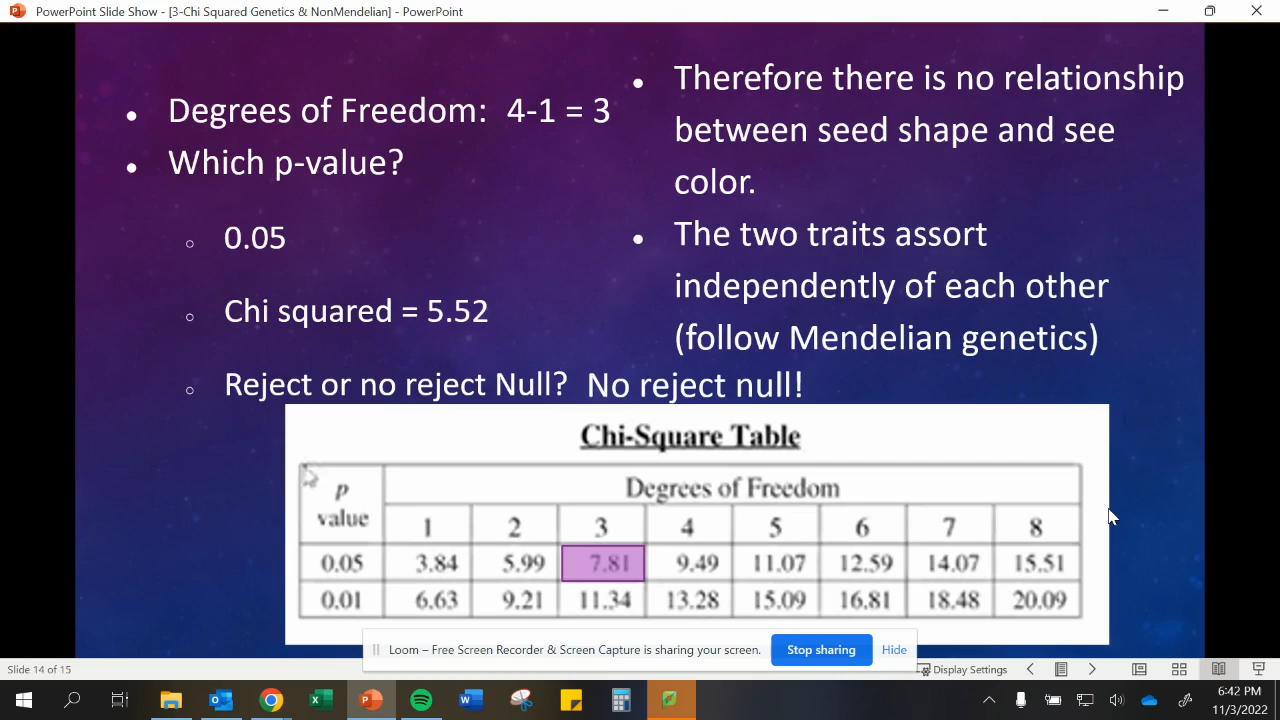 PowerPoint Slide Show - [3-Chi Squared Genetics & NonMendelian] - PowerPoint
• Degrees of Freedom: 4-1 = 3
• Which p-value?
○ 0.05
○ Chi squared = 5.52
○ Reject or no reject Null? No reject null!
• Therefore there is no relationship
between seed shape and see
color.
• The two traits assort
independently of each other
(follow Mendelian genetics)
Chi-Square Table
p
value
Degrees of Freedom
1 2 3 4 5 6 7 8
0.05 3.84 5.99 7.81 9.49 11.07 12.59 14.07 15.51
0.01 6.63 9.21 11.34 13.28 15.09 16.81 18.48 20.09
Loom – Free Screen Recorder & Screen Capture is sharing your screen. Stop sharing Hide
Slide 14 of 15 Display Settings
6:42 PM
11/3/2022